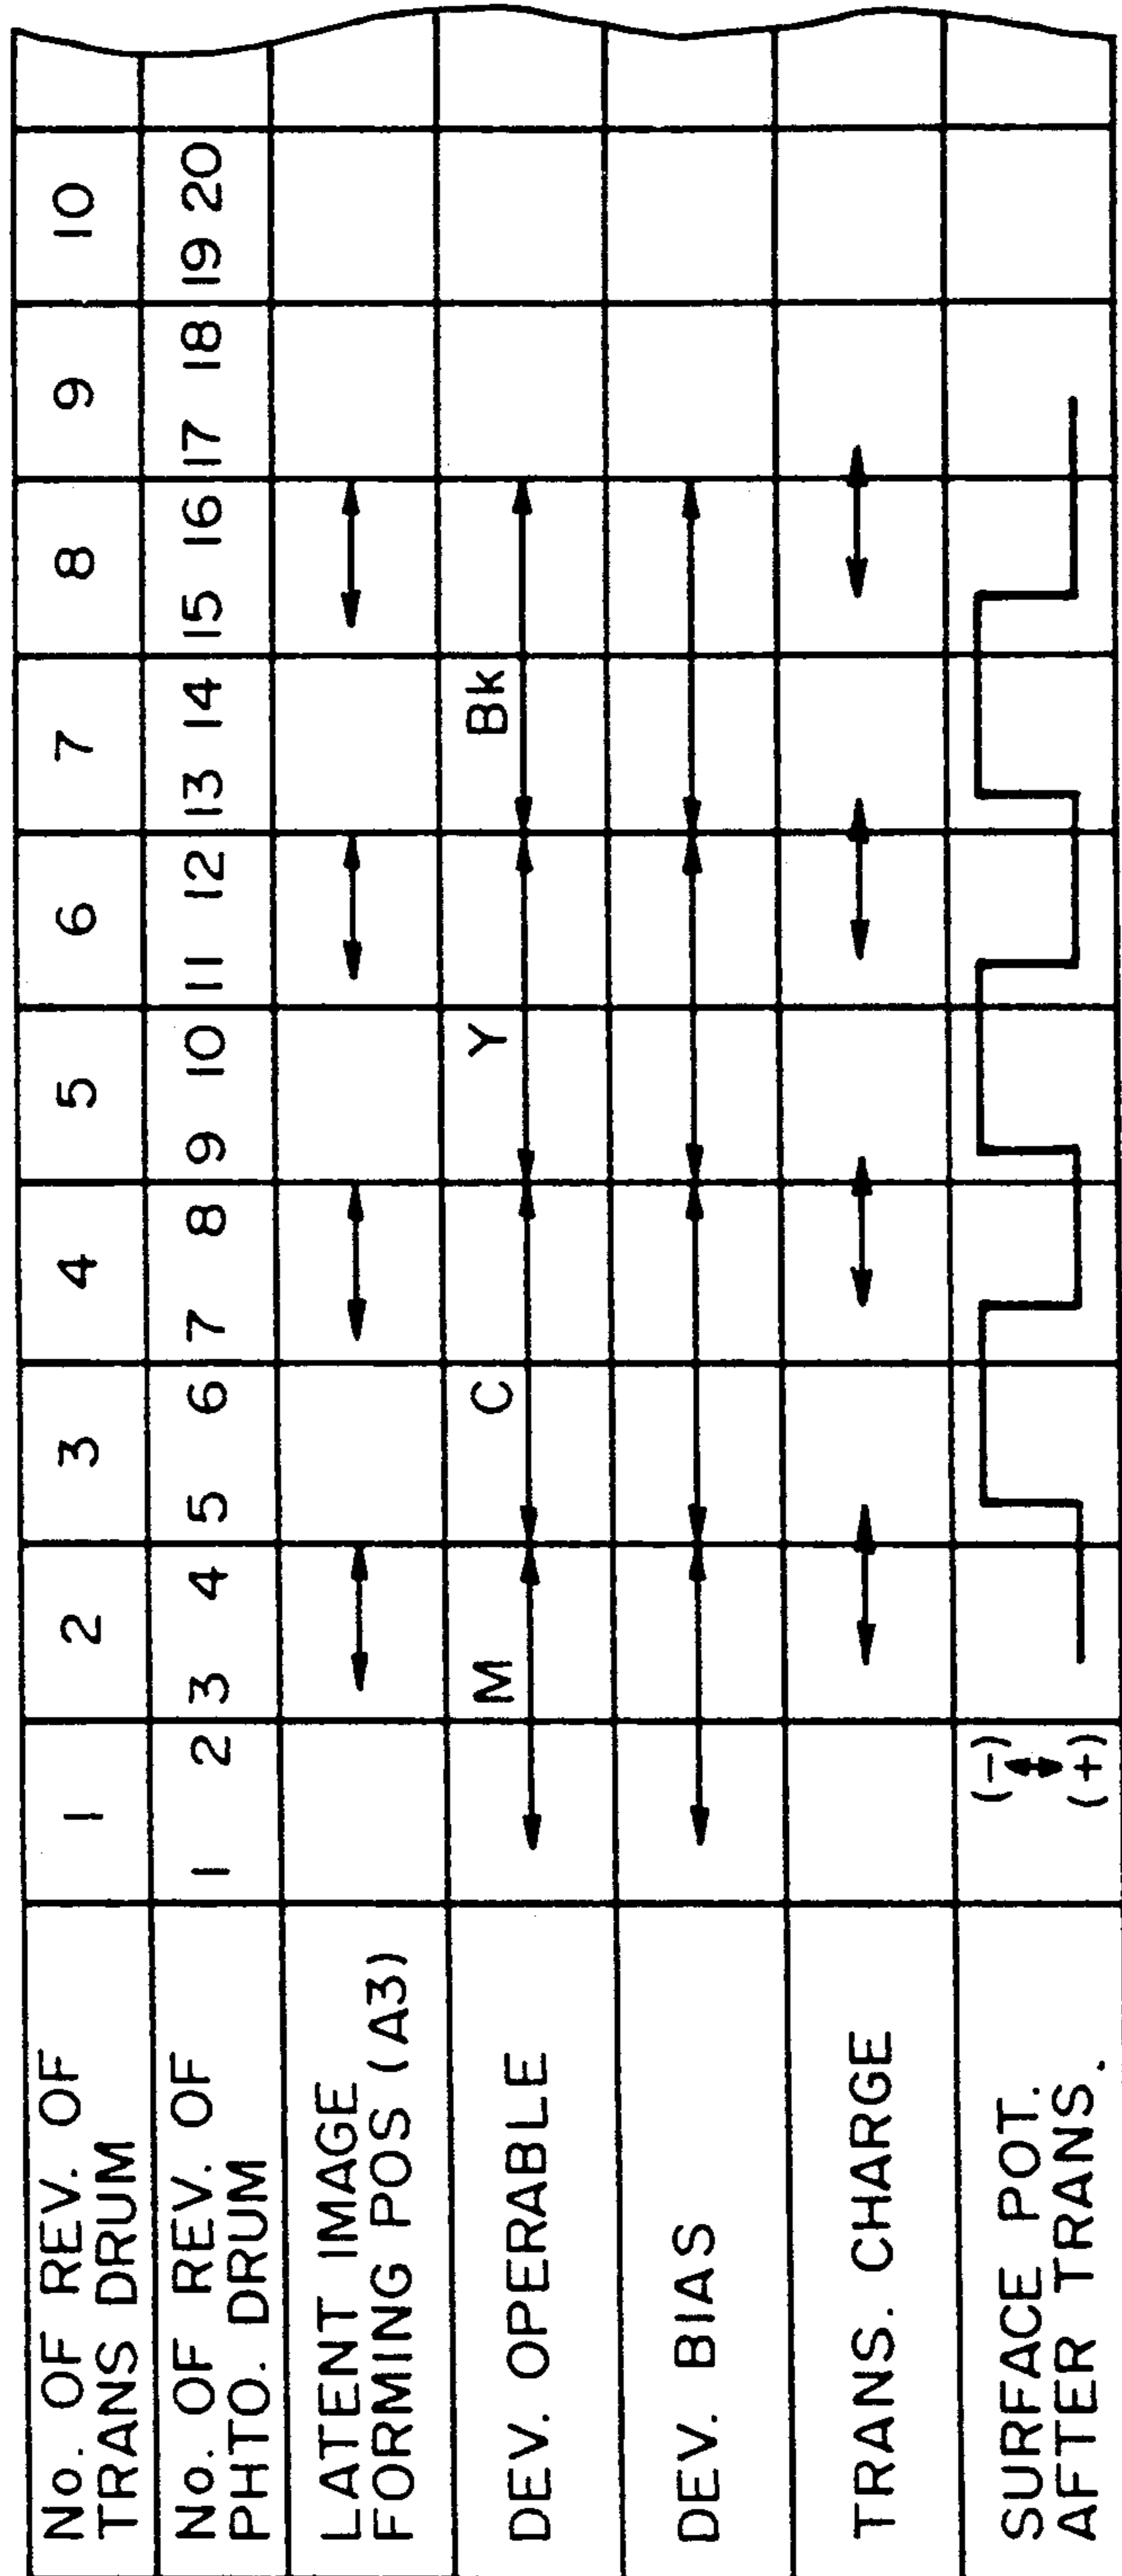 No. OF REV. OF
TRANS DRUM
1 2 3 4 5 6 7 8 9 10
No. OF REV. OF
PHTO. DRUM
1 2 3 4 5 6 7 8 9 10 11 12 13 14 15 16 17 18 19 20
LATENT IMAGE
FORMING POS (A3)
DEV. OPERABLE
M C Y Bk
DEV. BIAS
TRANS. CHARGE
SURFACE POT.
AFTER TRANS.
(−)
(+)